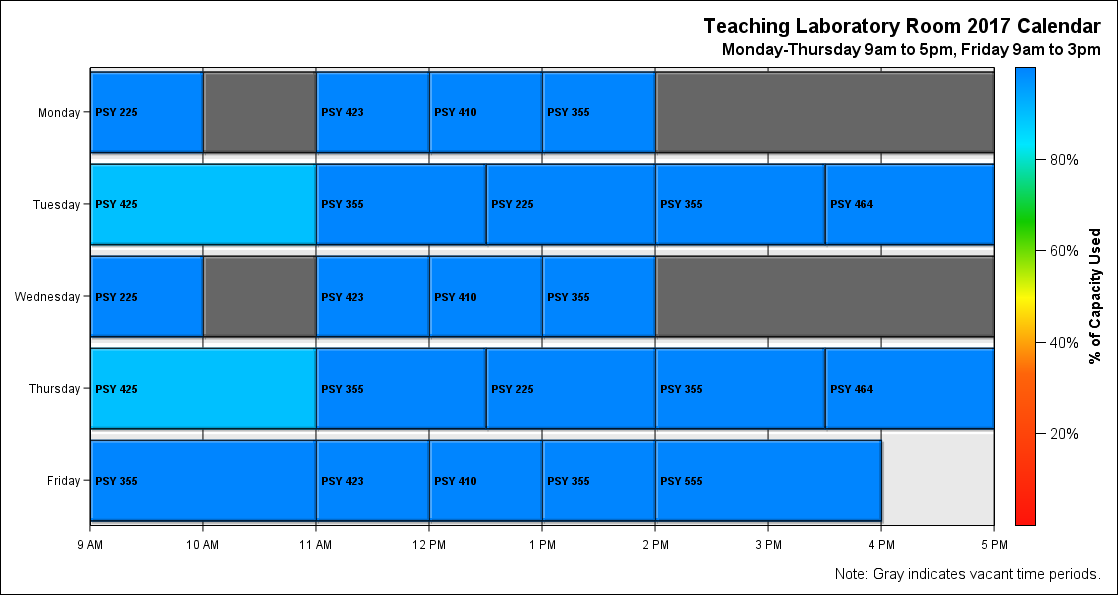 Teaching Laboratory Room 2017 Calendar
Monday-Thursday 9am to 5pm, Friday 9am to 3pm
Monday
PSY 225
PSY 423
PSY 410
PSY 355
Tuesday
PSY 425
PSY 355
PSY 225
PSY 355
PSY 464
Wednesday
PSY 225
PSY 423
PSY 410
PSY 355
Thursday
PSY 425
PSY 355
PSY 225
PSY 355
PSY 464
Friday
PSY 355
PSY 423
PSY 410
PSY 355
PSY 555
9 AM
10 AM
11 AM
12 PM
1 PM
2 PM
3 PM
4 PM
5 PM
80%
60%
40%
20%
% of Capacity Used
Note: Gray indicates vacant time periods.